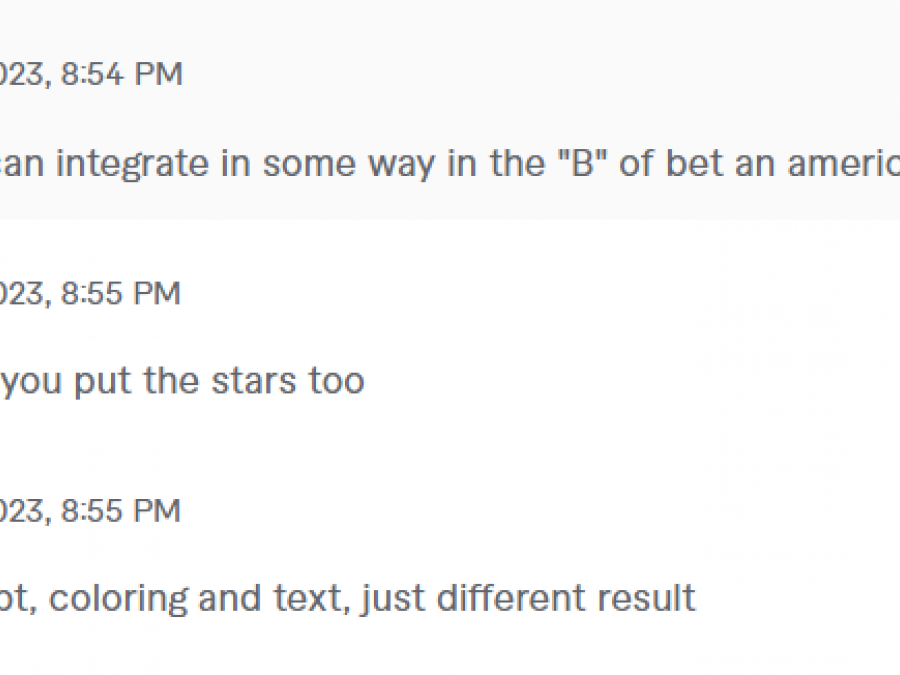 023, 8:54 PM
can integrate in some way in the "B" of bet an americ
023, 8:55 PM
you put the stars too
023, 8:55 PM
pt, coloring and text, just different result